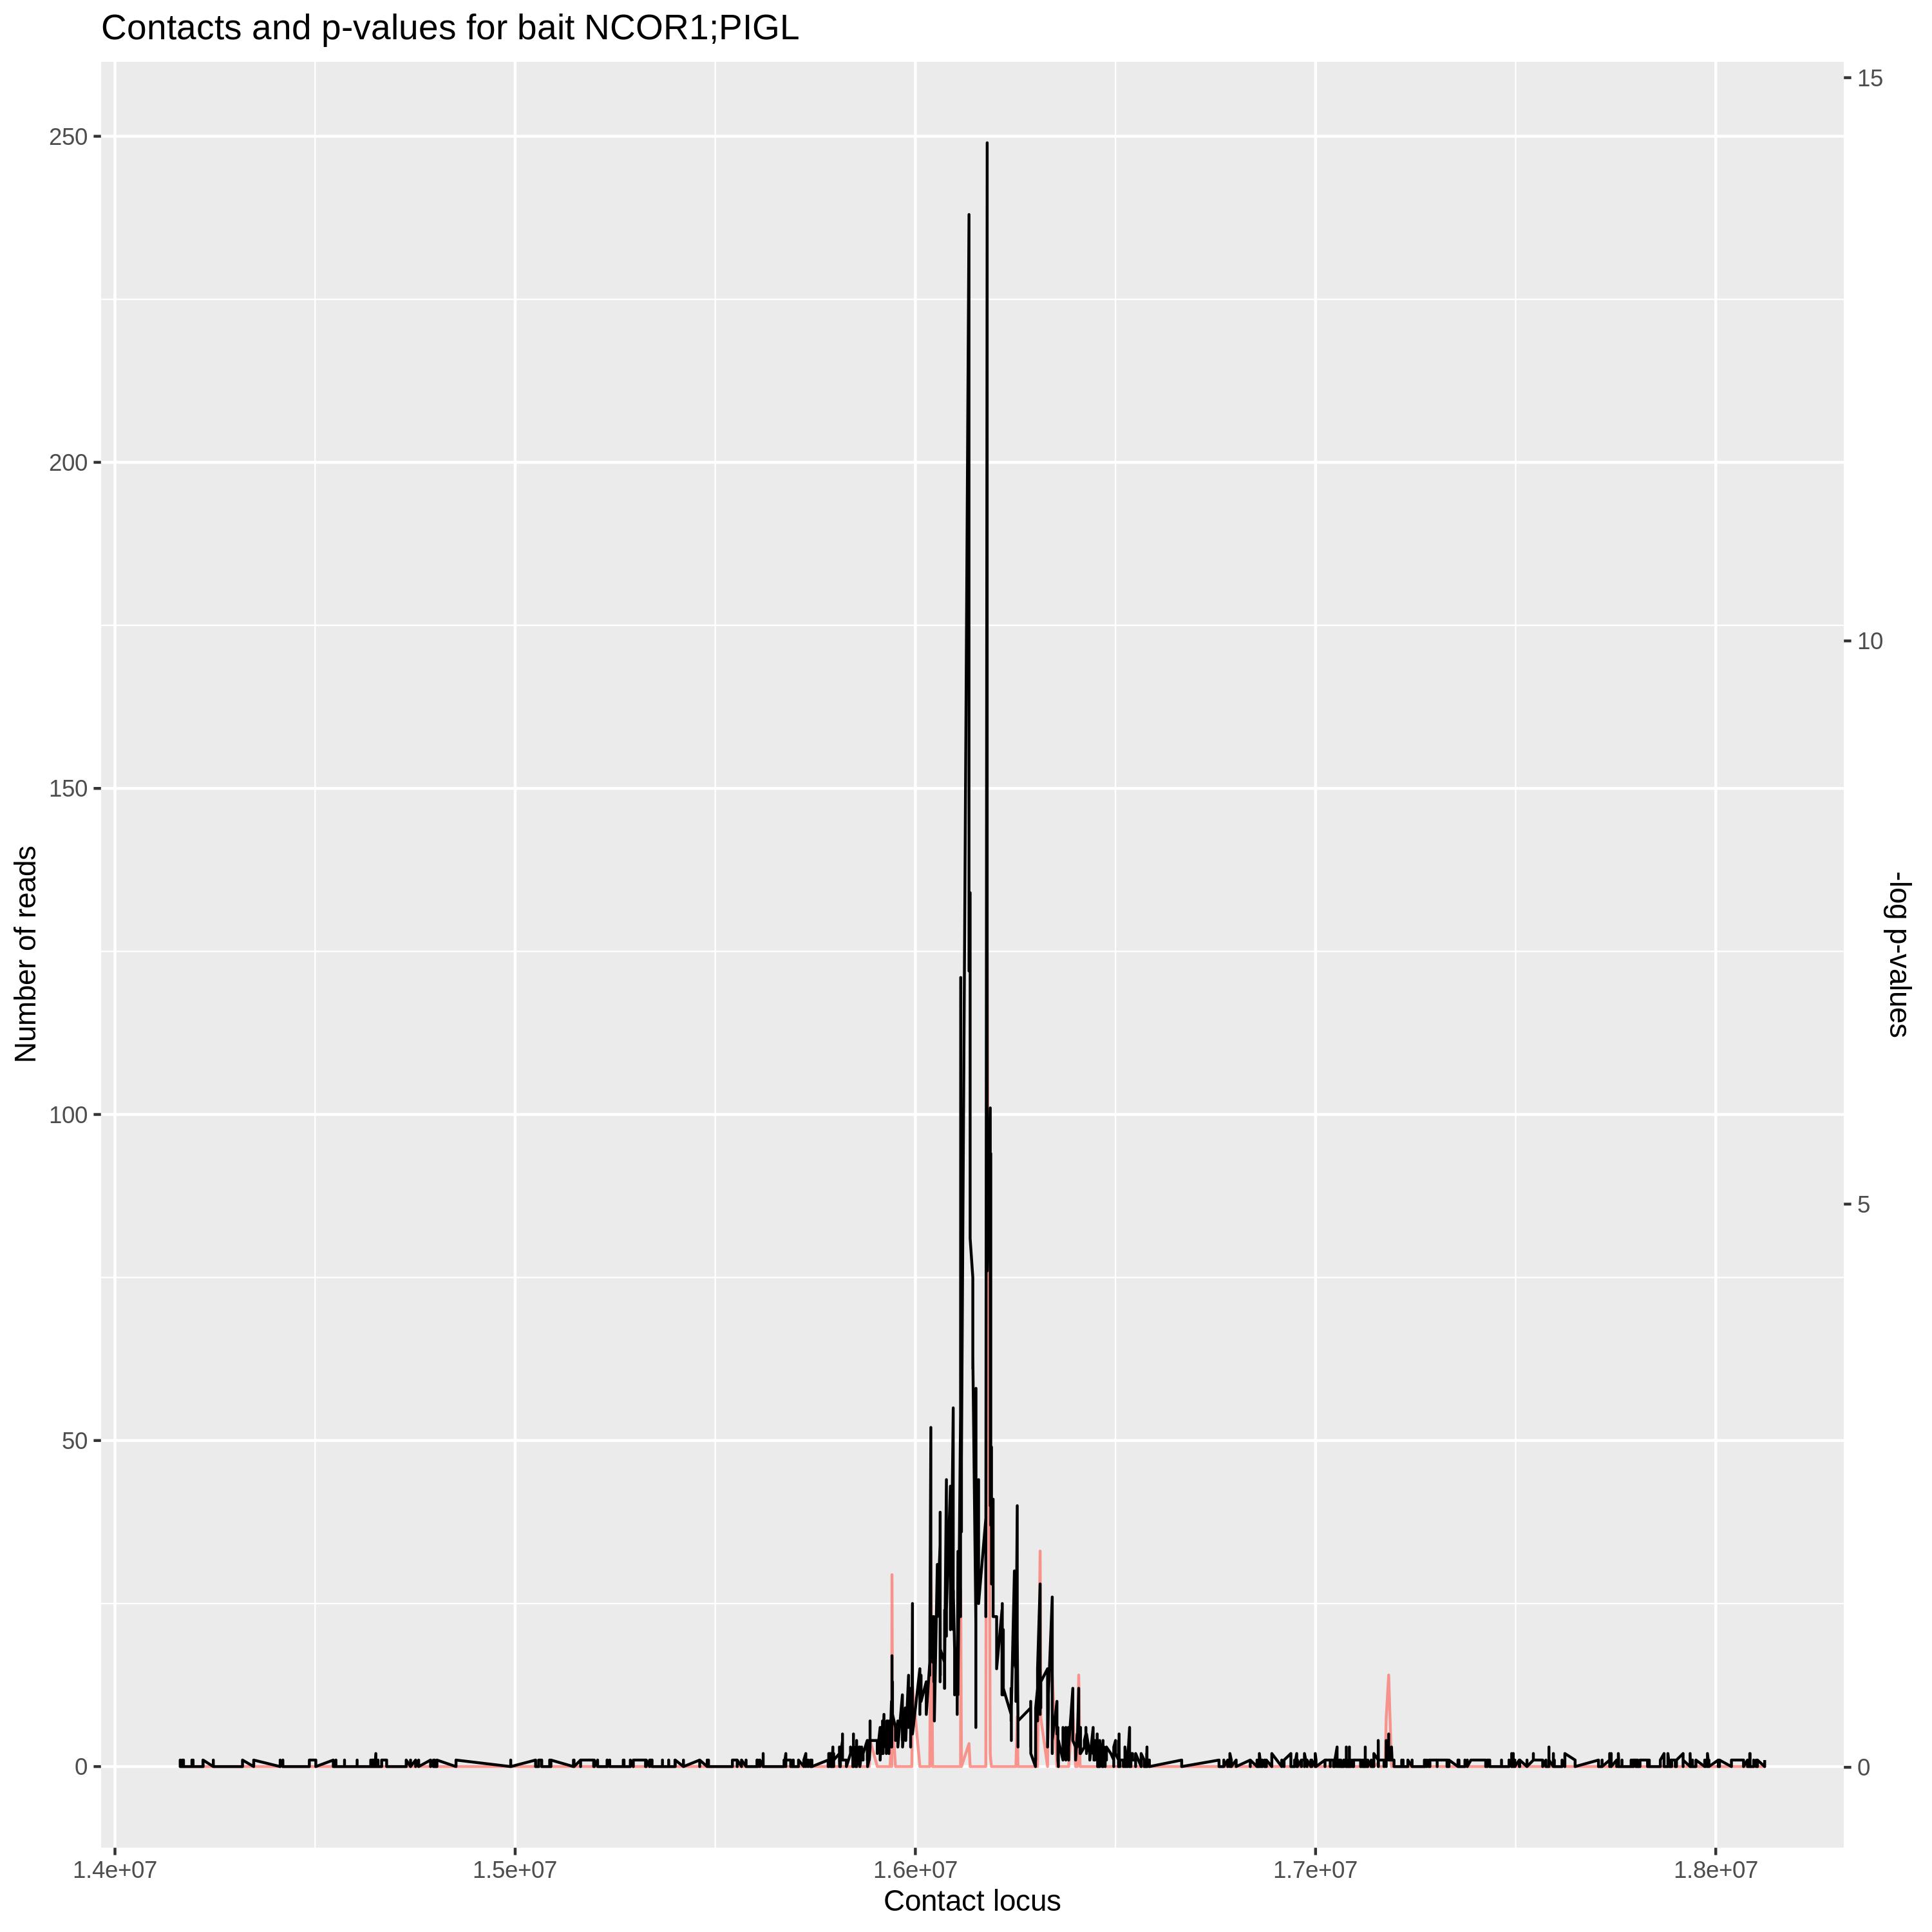 Contacts and p-values for bait NCOR1;PIGL
250
200
150
100
50
0
Number of reads
15
10
5
0
-log p-values
1.4e+07 1.5e+07 1.6e+07 1.7e+07 1.8e+07
Contact locus